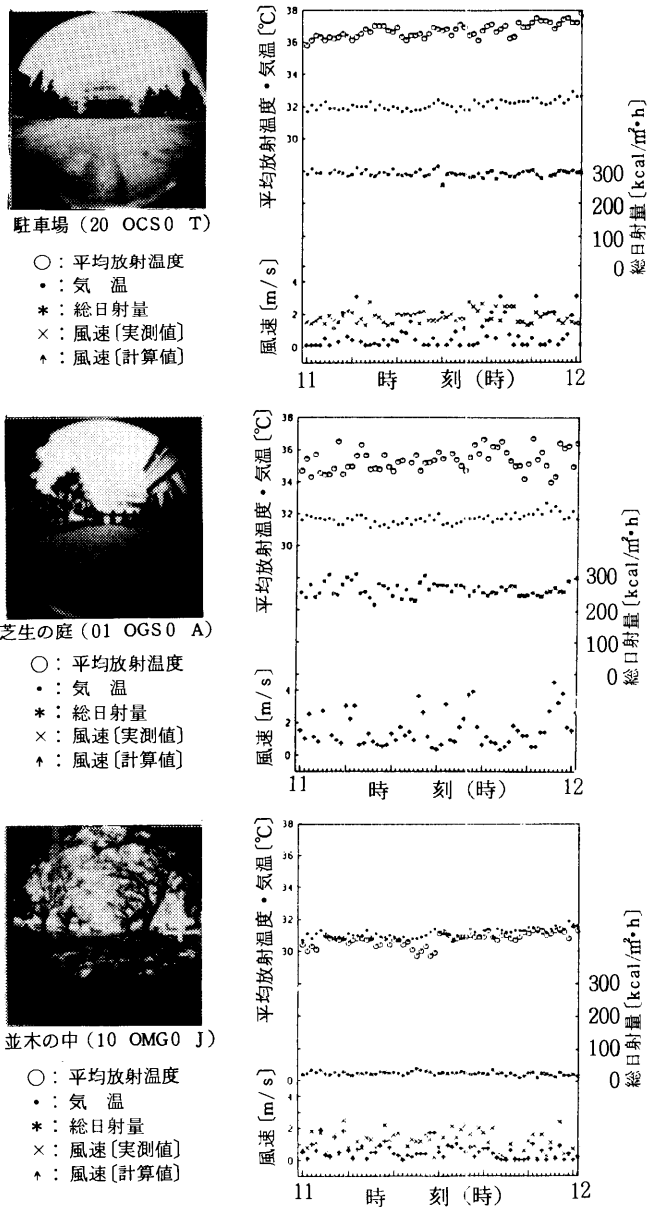 平均放射温度・気温〔℃〕
38
36
34
32
30
総日射量〔kcal/㎡・h〕
300
200
100
0
風速〔m/s〕
4
2
0
11 時 刻(時) 12
駐車場(20 OCS0 T)
○:平均放射温度
・:気 温
*:総日射量
×:風速〔実測値〕
↑:風速〔計算値〕
平均放射温度・気温〔℃〕
38
36
34
32
30
総日射量〔kcal/㎡・h〕
300
200
100
0
風速〔m/s〕
4
2
0
11 時 刻(時) 12
芝生の庭(01 OGS0 A)
○:平均放射温度
・:気 温
*:総日射量
×:風速〔実測値〕
↑:風速〔計算値〕
平均放射温度・気温〔℃〕
38
36
34
32
30
総日射量〔kcal/㎡・h〕
300
200
100
0
風速〔m/s〕
0
4
2
0
11 時 刻(時) 12
並木の中(10 OMG0 J)
○:平均放射温度
・:気 温
*:総日射量
×:風速〔実測値〕
↑:風速〔計算値〕